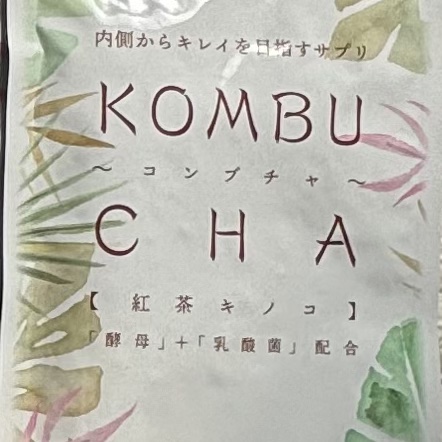 内側からキレイを目指すサプリ
KOMBU
～コンブチャ～
CHA
【紅茶キノコ】
「酵母」+「乳酸菌」配合